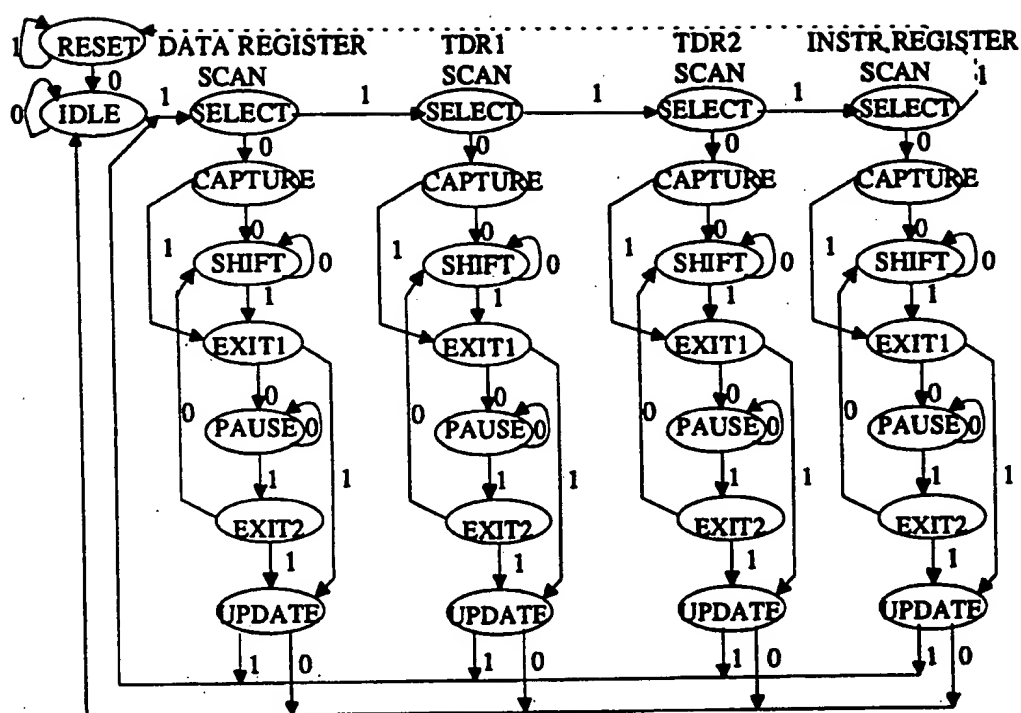 1 RESET DATA REGISTER TDR1 TDR2 INSTR REGISTER
0 SCAN SCAN SCAN SCAN 1
0 IDLE 1 SELECT 1 SELECT 1 SELECT 1 SELECT
0 0 0 0
CAPTURE CAPTURE CAPTURE CAPTURE
0 0 0 0
1 1 1 1
SHIFT 0 SHIFT 0 SHIFT 0 SHIFT 0
1 1 1 1
EXIT1 EXIT1 EXIT1 EXIT1
0 0 0 0
0 0 0 0
PAUSE 0 PAUSE 0 PAUSE 0 PAUSE 0
1 1 1 1 1 1 1 1
EXIT2 EXIT2 EXIT2 EXIT2
1 1 1 1
UPDATE UPDATE UPDATE UPDATE
1 0 1 0 1 0 1 0